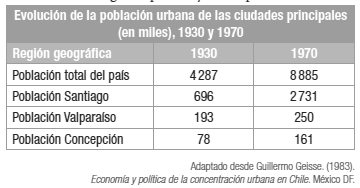 Evolución de la población urbana de las ciudades principales
(en miles), 1930 y 1970
Región geográfica 1930 1970
Población total del país 4 287 8 885
Población Santiago 696 2 731
Población Valparaíso 193 250
Población Concepción 78 161
Adaptado desde Guillermo Geisse. (1983).
Economía y política de la concentración urbana en Chile. México DF.